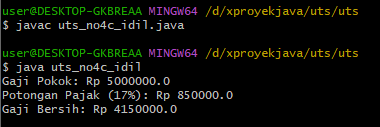 user@DESKTOP-GKBREAA MINGW64 /d/xproyekjava/uts/uts
$ javac uts_no4c_idil.java
user@DESKTOP-GKBREAA MINGW64 /d/xproyekjava/uts/uts
$ java uts_no4c_idil
Gaji Pokok: Rp 5000000.0
Potongan Pajak (17%): Rp 850000.0
Gaji Bersih: Rp 4150000.0